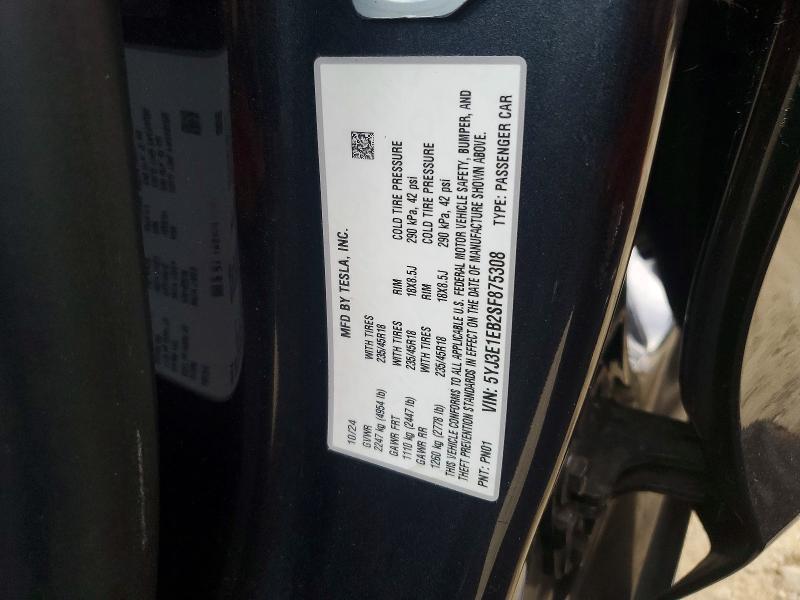 MFD BY TESLA, INC.
10/24
GVWR WITH TIRES RIM COLD TIRE PRESSURE
2247 kg (4954 lb) 235/45R18 18X8.5J 290 kPa, 42 psi
GAWR FRT WITH TIRES RIM COLD TIRE PRESSURE
1110 kg (2447 lb) 235/45R18 18X8.5J 290 kPa, 42 psi
GAWR RR
1260 kg (2778 lb)
THIS VEHICLE CONFORMS TO ALL APPLICABLE U.S. FEDERAL MOTOR VEHICLE SAFETY, BUMPER, AND
THEFT PREVENTION STANDARDS IN EFFECT ON THE DATE OF MANUFACTURE SHOWN ABOVE.
PNT: PN01 VIN: 5YJ3E1EB2SF875308 TYPE: PASSENGER CAR